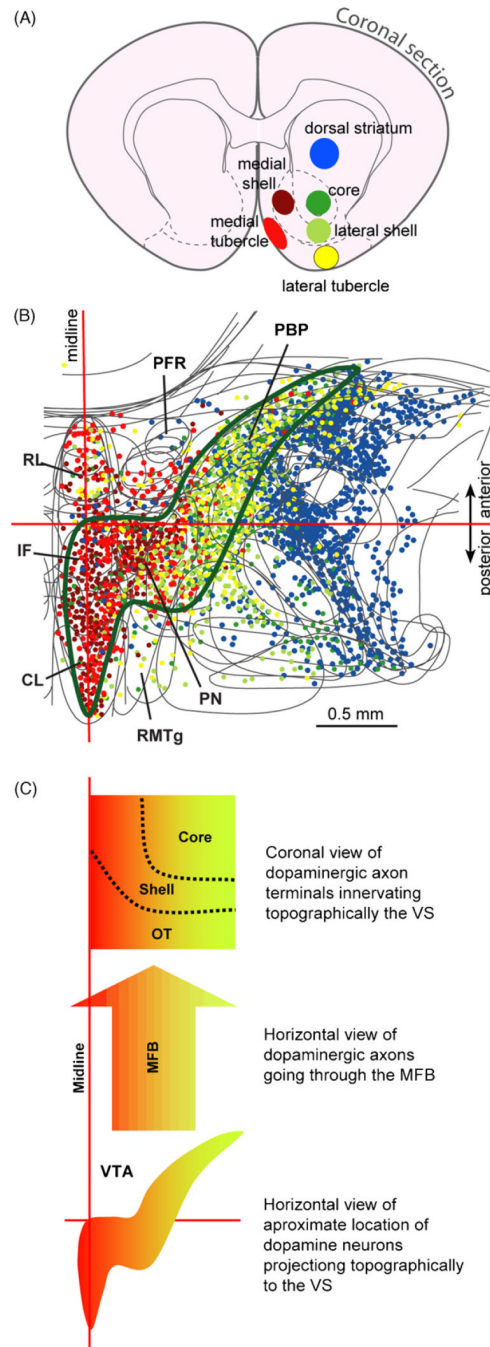 (A)
Coronal section
dorsal striatum
medial
shell
core
medial
tubercle
lateral shell
lateral tubercle
(B)
midline
PFR
PBP
RL
IF
CL
PN
RMTg
anterior
posterior
0.5 mm
(C)
Core
Shell
OT
Coronal view of
dopaminergic axon
terminals innervating
topographically the VS
Midline
MFB
Horizontal view of
dopaminergic axons
going through the MFB
VTA
Horizontal view of
aproximate location of
dopamine neurons
projectiong topographically
to the VS